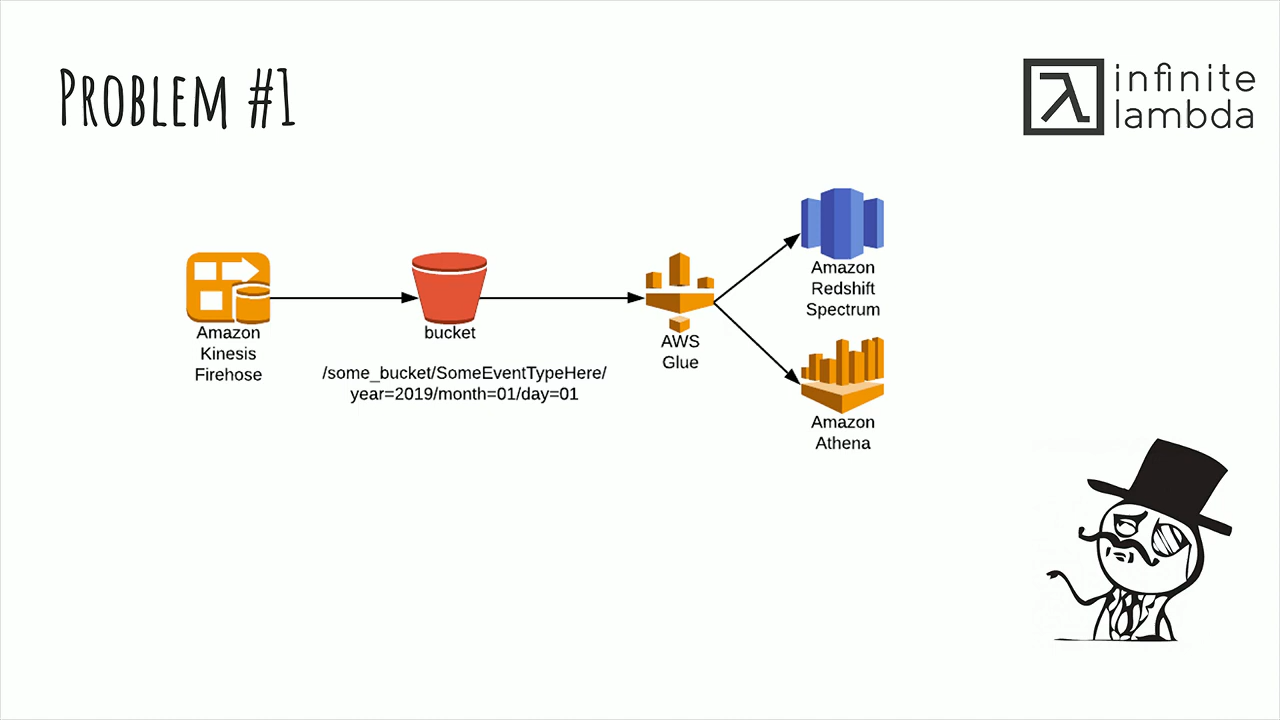 PROBLEM #1
infinite
lambda
Amazon
Kinesis
Firehose
bucket
/some_bucket/SomeEventTypeHere/
year=2019/month=01/day=01
AWS
Glue
Amazon
Redshift
Spectrum
Amazon
Athena